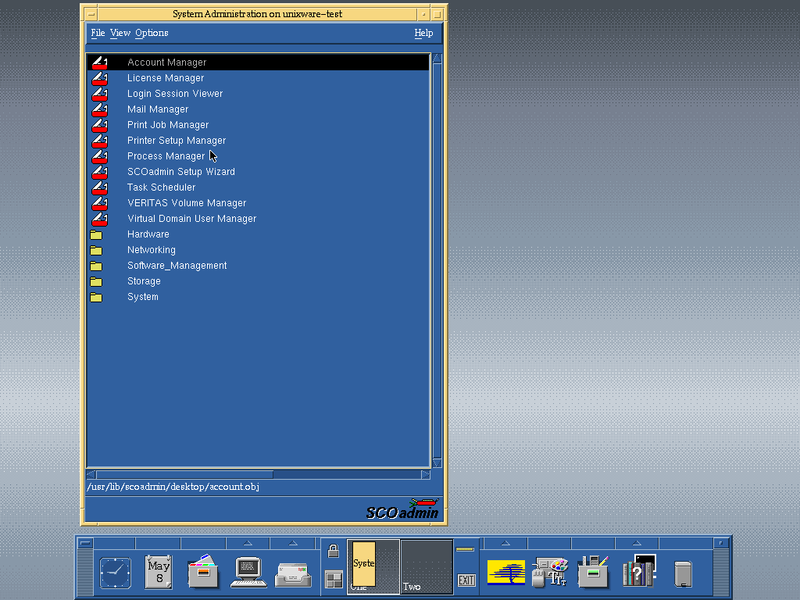 System Administration on unixware-test
File View Options Help
Account Manager
License Manager
Login Session Viewer
Mail Manager
Print Job Manager
Printer Setup Manager
Process Manager
SCOadmin Setup Wizard
Task Scheduler
VERITAS Volume Manager
Virtual Domain User Manager
Hardware
Networking
Software_Management
Storage
System
/usr/lib/scoadmin/desktop/account.obj
SCOadmin
May
8
Syste
One
Two
EXIT
?